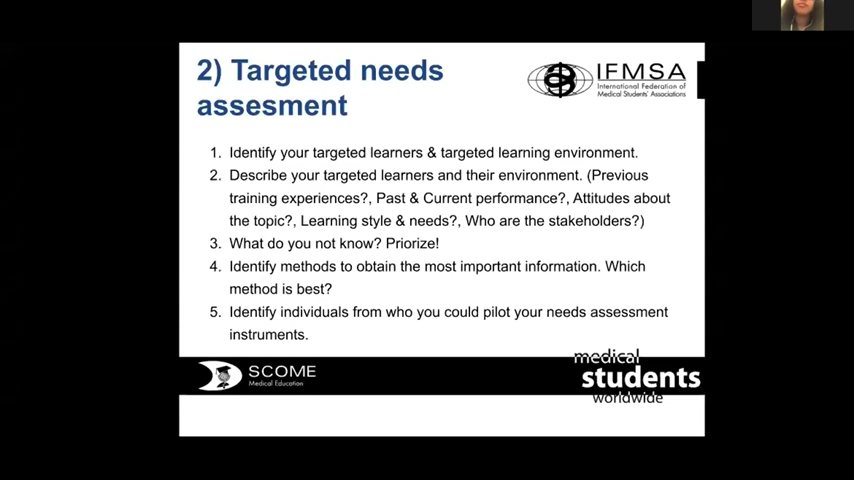 2) Targeted needs
assesment
IFMSA
International Federation of
Medical Students' Associations
1. Identify your targeted learners & targeted learning environment.
2. Describe your targeted learners and their environment. (Previous
training experiences?, Past & Current performance?, Attitudes about
the topic?, Learning style & needs?, Who are the stakeholders?)
3. What do you not know? Priorize!
4. Identify methods to obtain the most important information. Which
method is best?
5. Identify individuals from who you could pilot your needs assessment
instruments.
SCOME
Medical Education
medical
students
worldwide